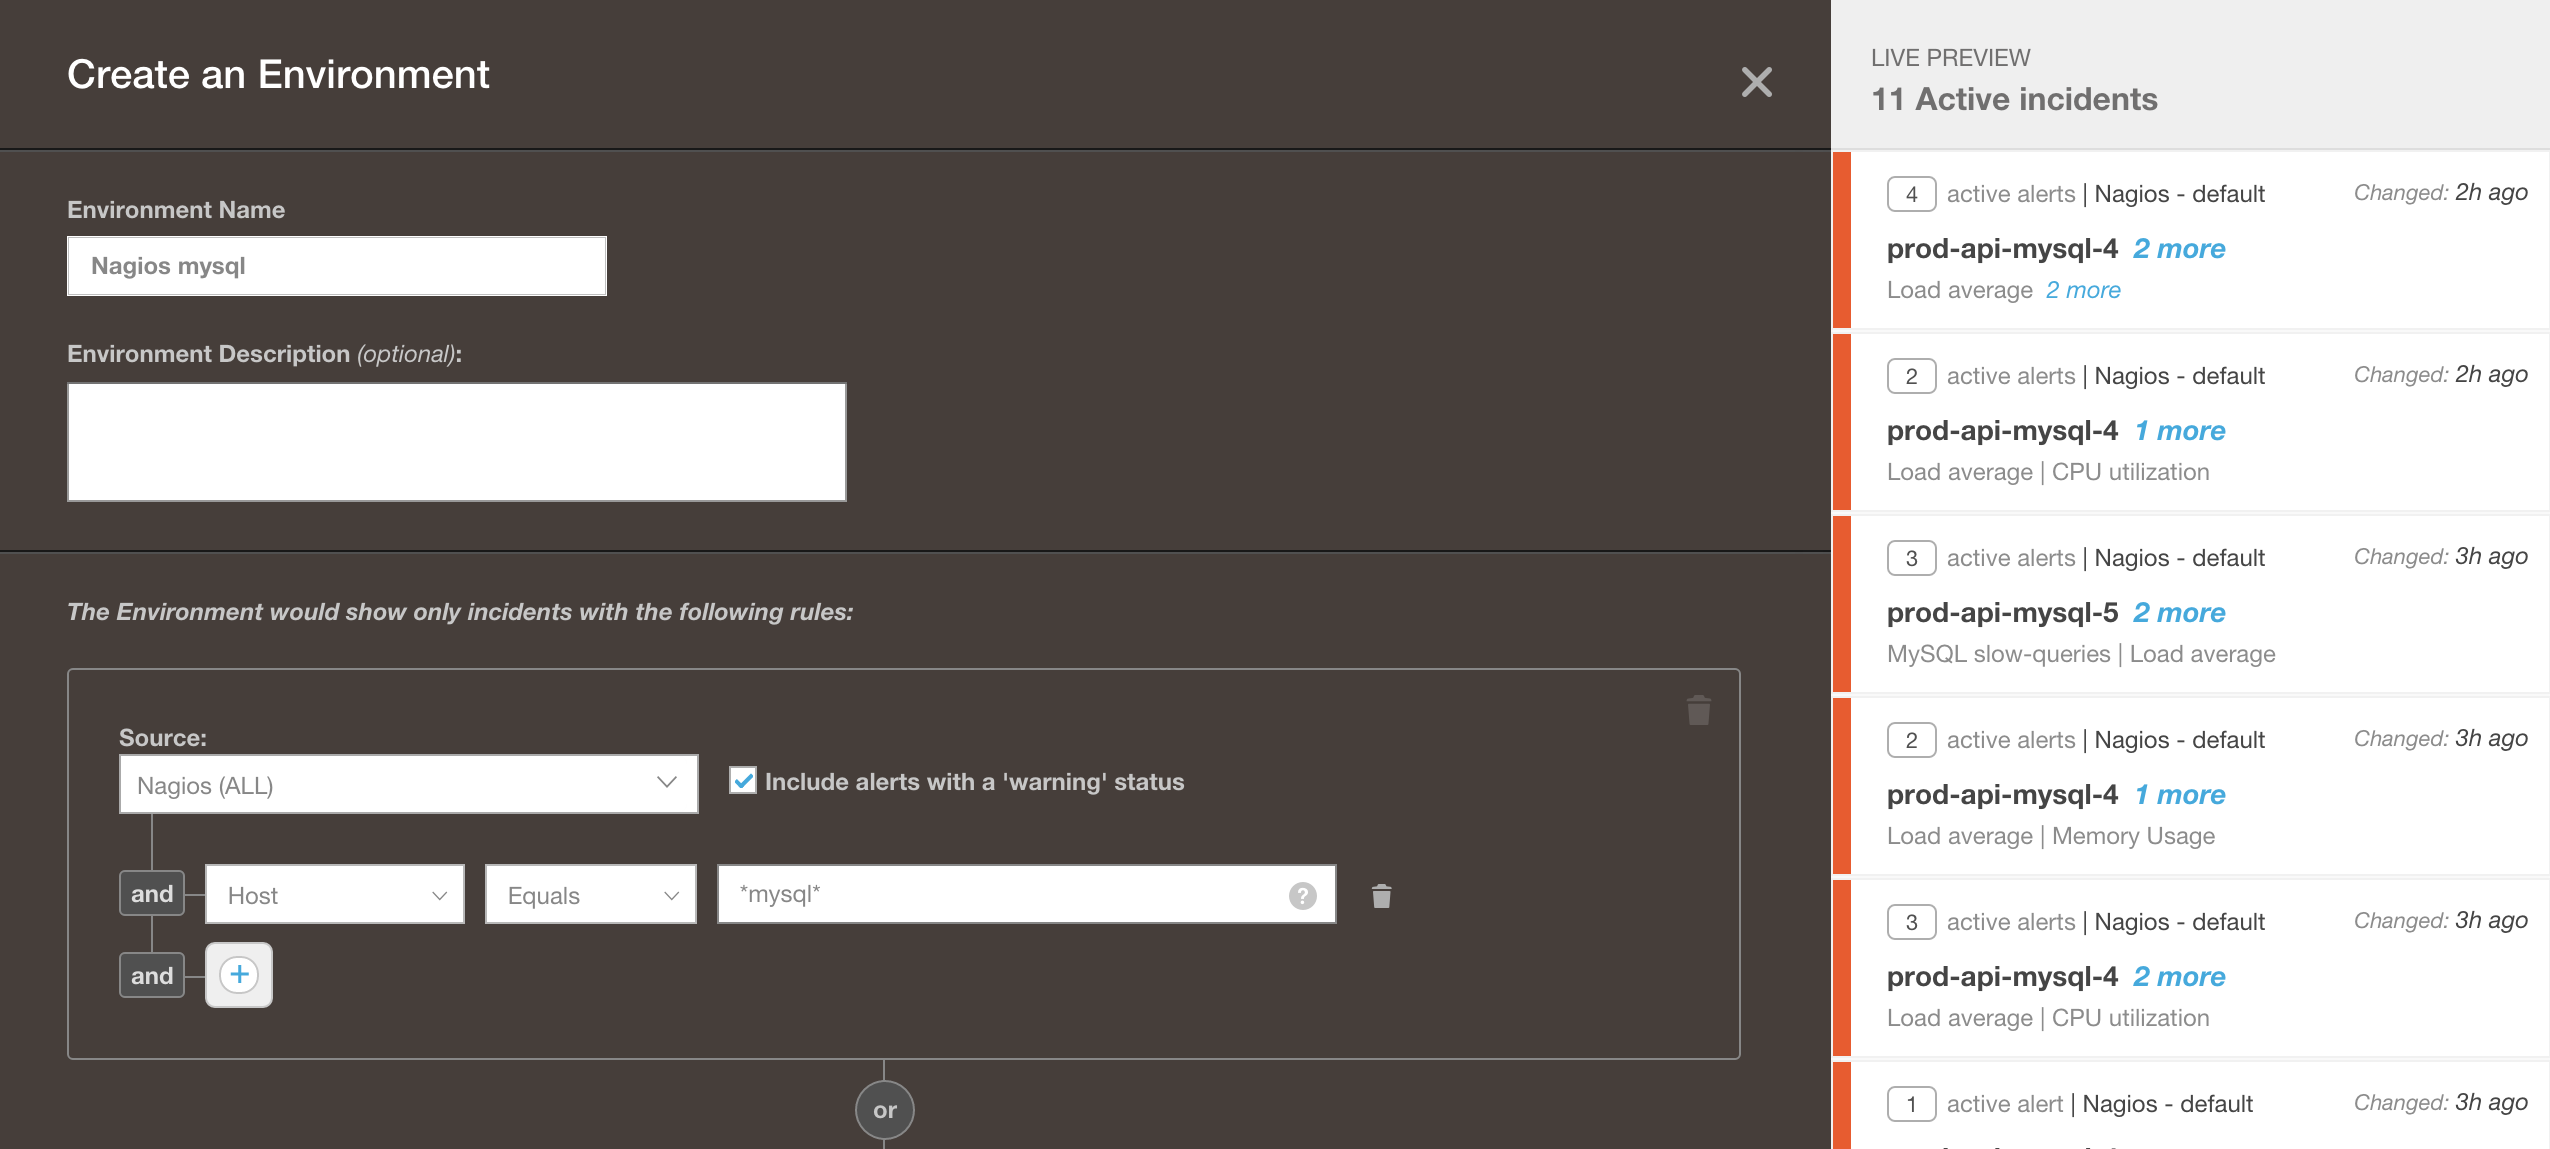 Create an Environment
Environment Name
Nagios mysql
Environment Description (optional):
The Environment would show only incidents with the following rules:
Source:
Nagios (ALL)
Include alerts with a 'warning' status
and
Host
Equals
*mysql*
?
and
+
or
LIVE PREVIEW
11 Active incidents
4 active alerts | Nagios - default Changed: 2h ago
prod-api-mysql-4 2 more
Load average 2 more
2 active alerts | Nagios - default Changed: 2h ago
prod-api-mysql-4 1 more
Load average | CPU utilization
3 active alerts | Nagios - default Changed: 3h ago
prod-api-mysql-5 2 more
MySQL slow-queries | Load average
2 active alerts | Nagios - default Changed: 3h ago
prod-api-mysql-4 1 more
Load average | Memory Usage
3 active alerts | Nagios - default Changed: 3h ago
prod-api-mysql-4 2 more
Load average | CPU utilization
1 active alert | Nagios - default Changed: 3h ago